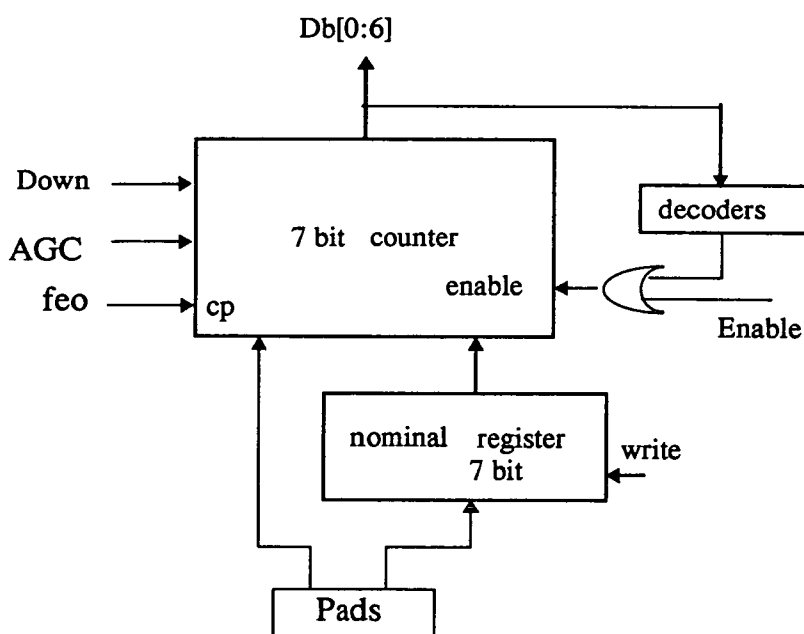 Db[0:6]
Down
AGC
feo
cp
7 bit counter
enable
decoders
Enable
nominal register
7 bit
write
Pads